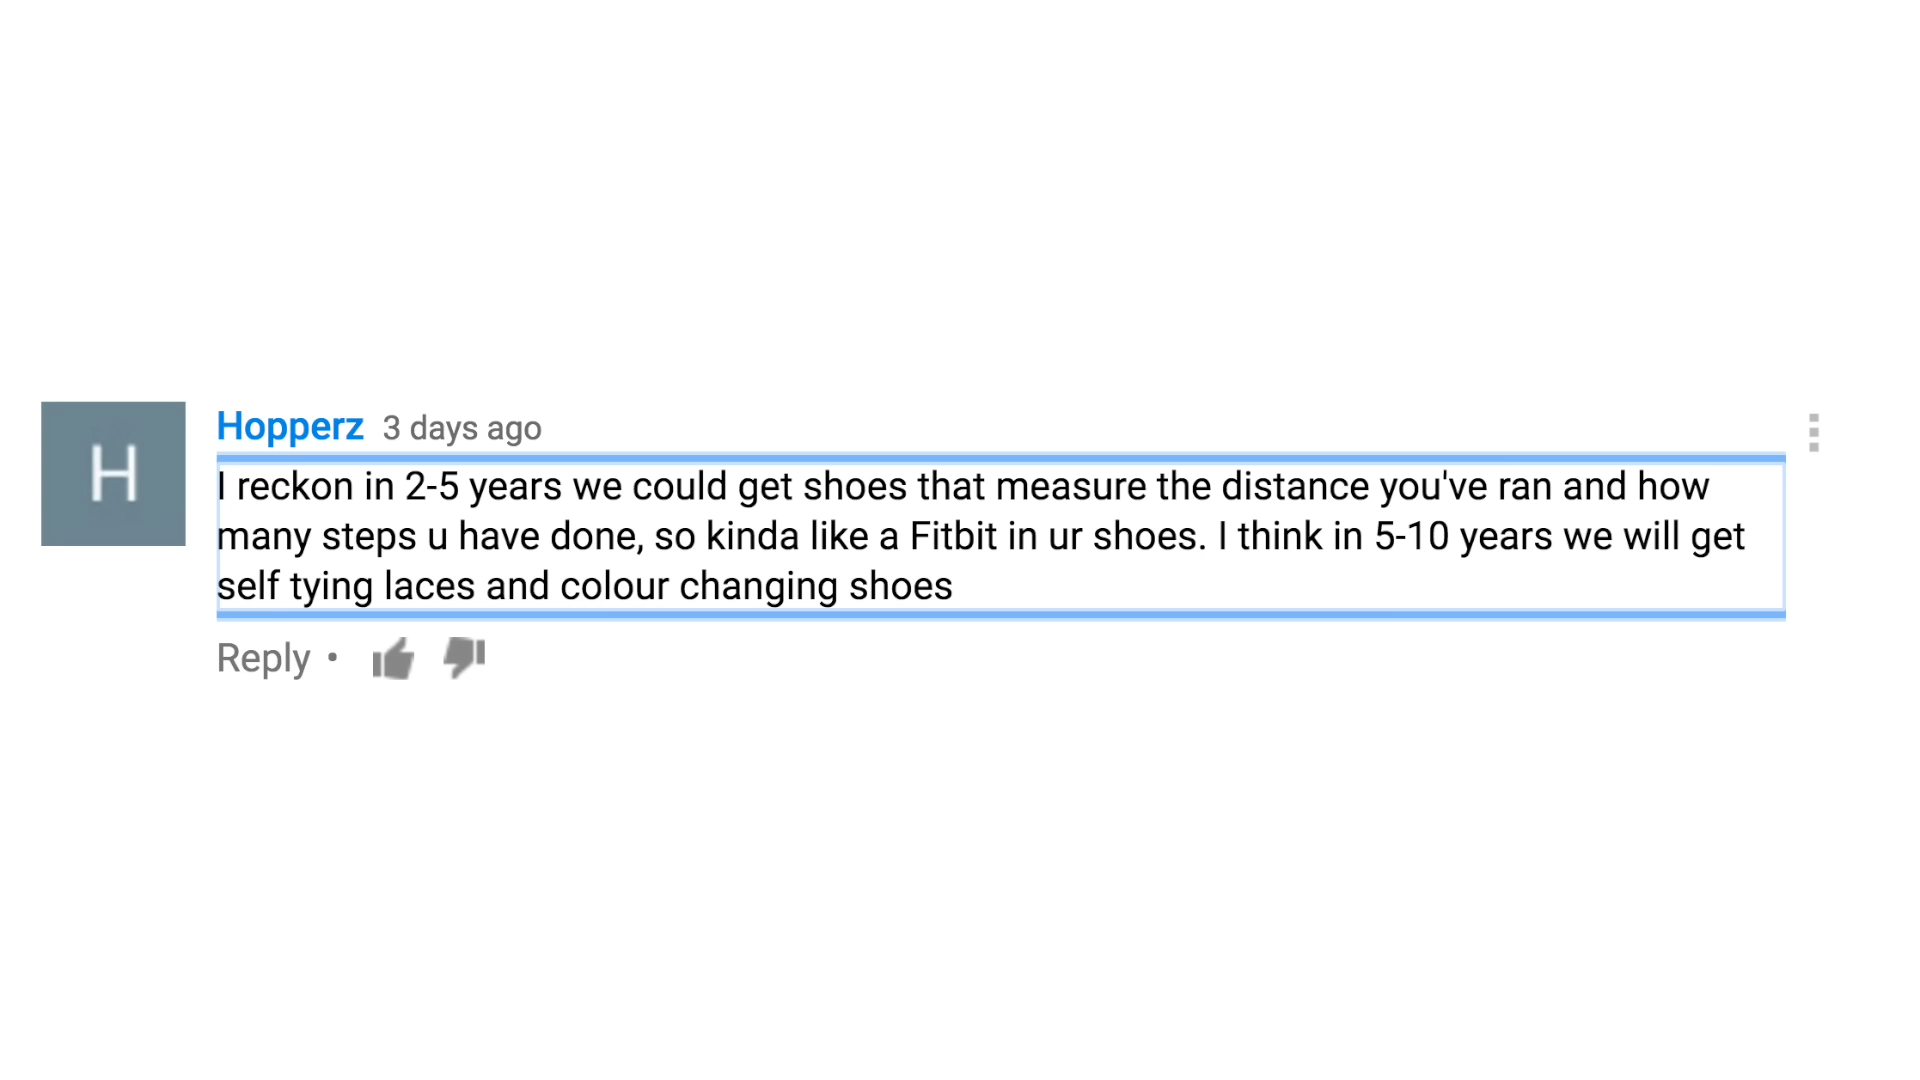 H
Hopperz 3 days ago
I reckon in 2-5 years we could get shoes that measure the distance you've ran and how
many steps u have done, so kinda like a Fitbit in ur shoes. I think in 5-10 years we will get
self tying laces and colour changing shoes
Reply •